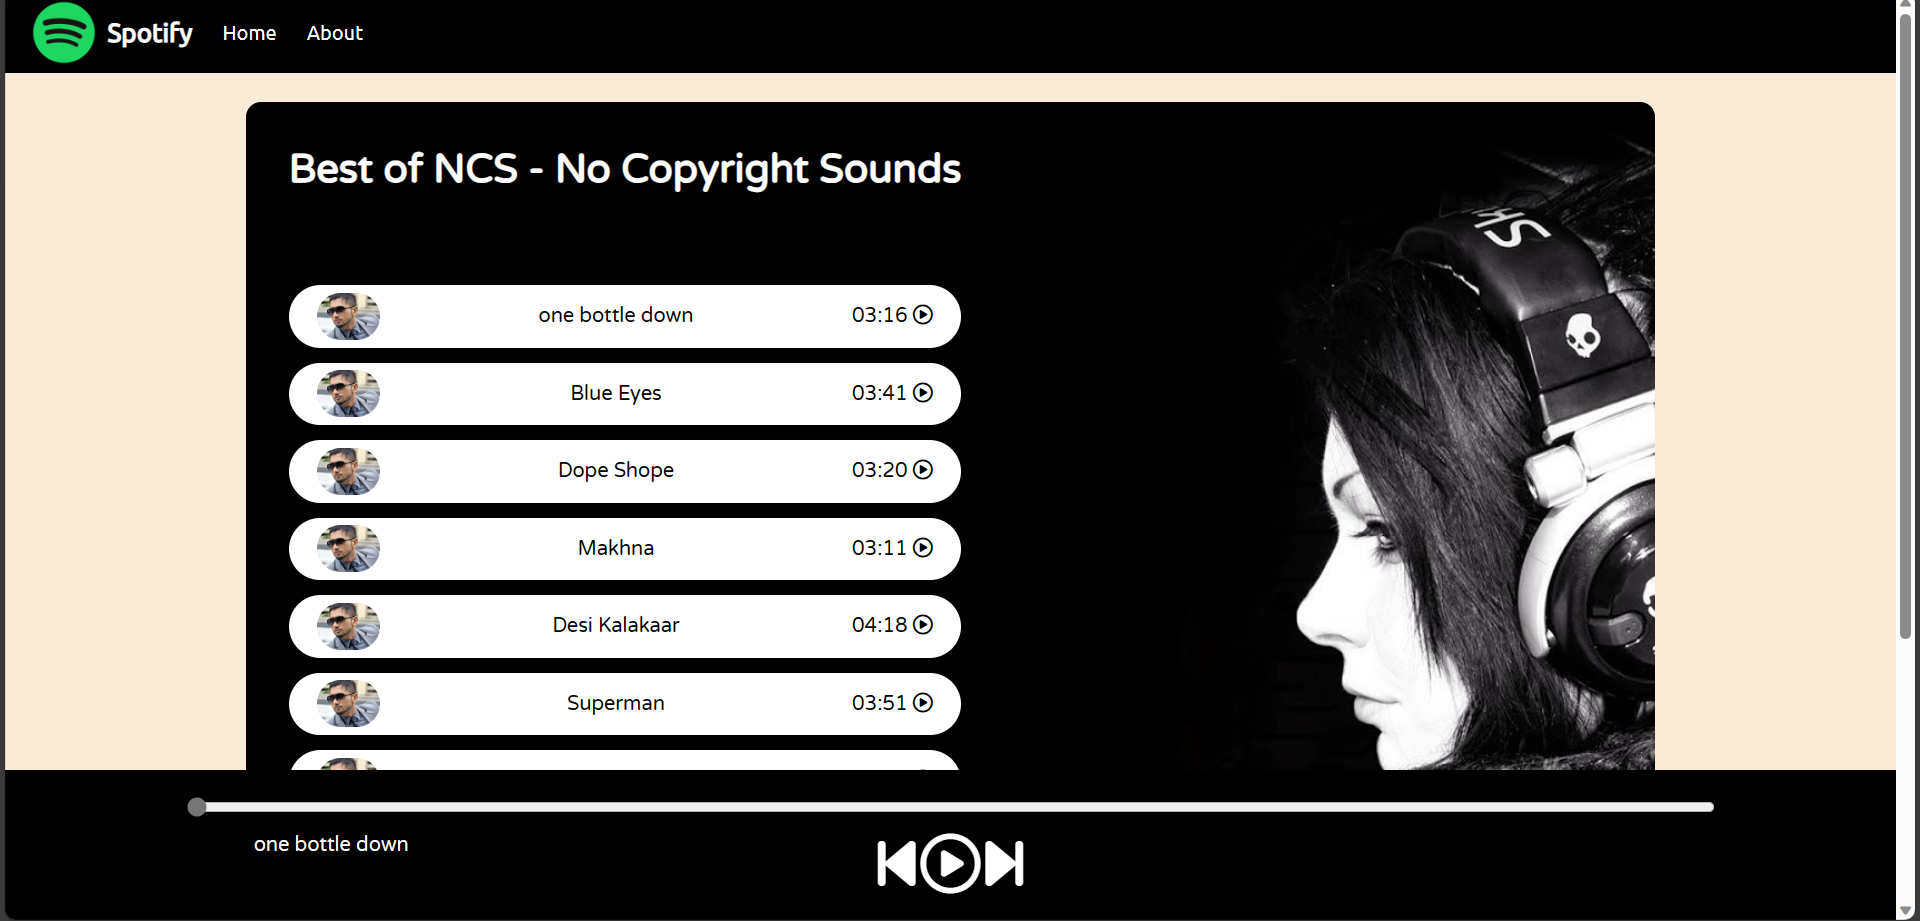 Spotify Home About
Best of NCS - No Copyright Sounds
one bottle down 03:16
Blue Eyes 03:41
Dope Shope 03:20
Makhna 03:11
Desi Kalakaar 04:18
Superman 03:51
one bottle down